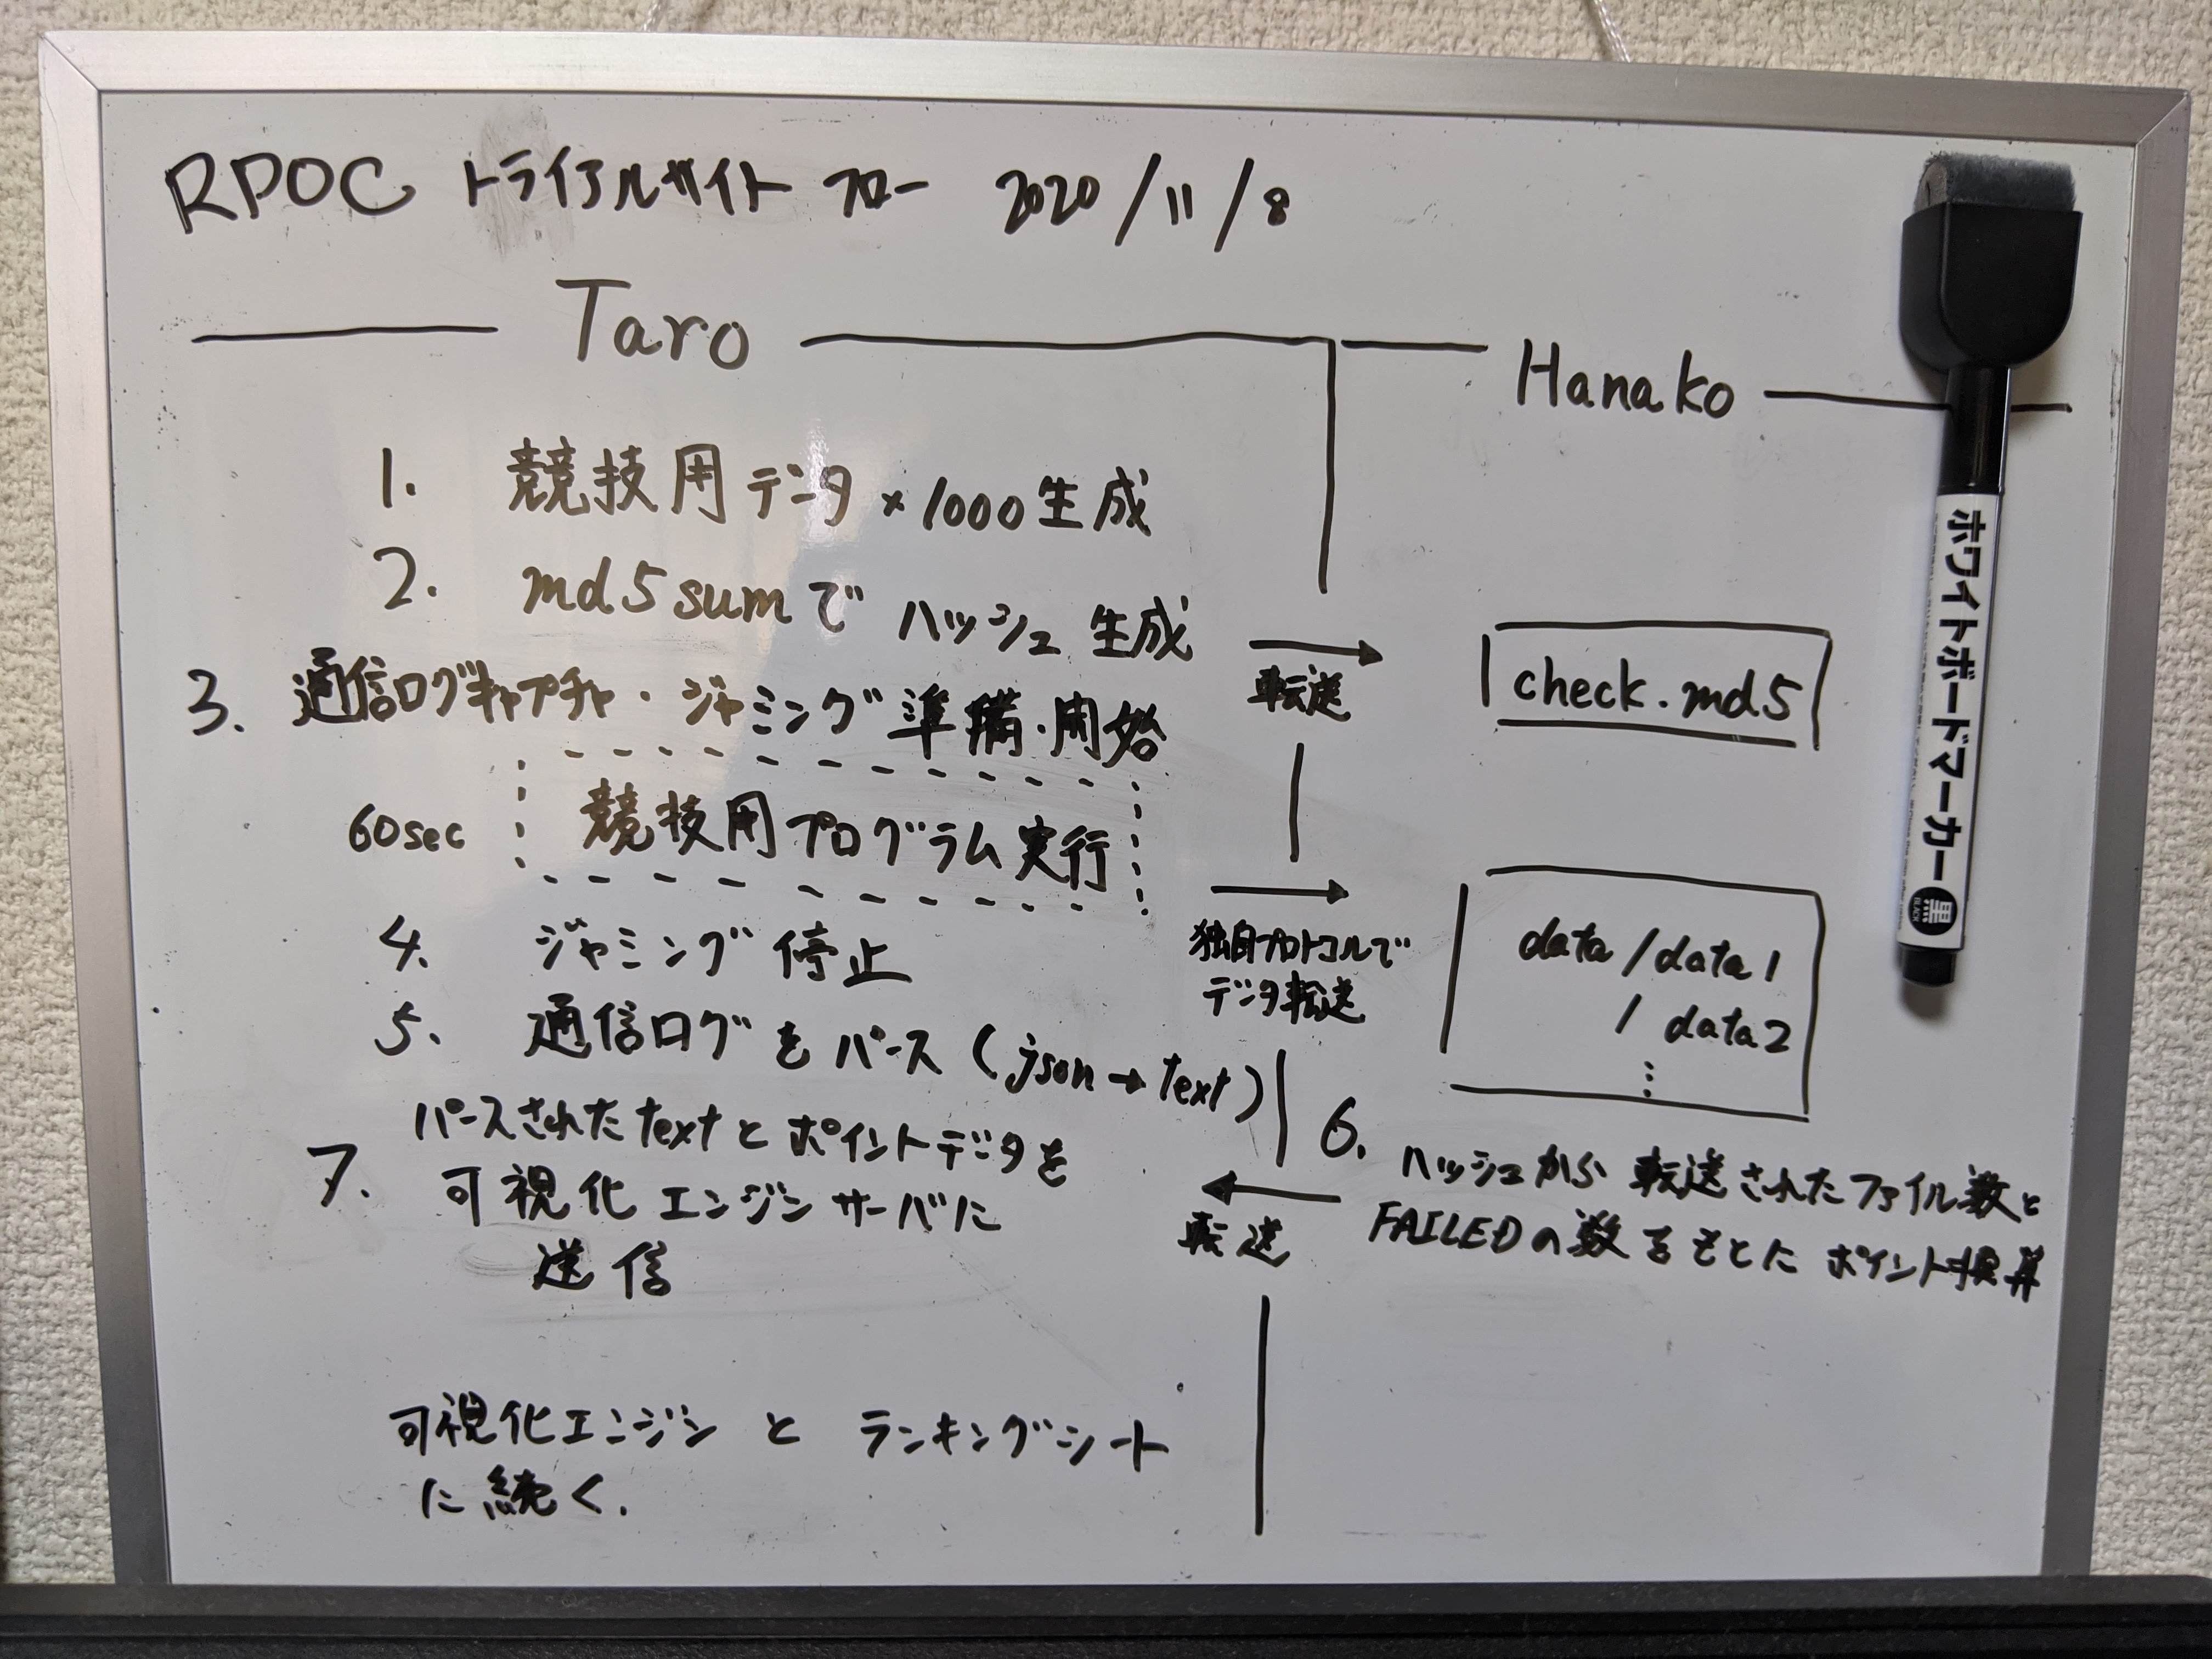 RPOC トライアルサイト フロー 2020/11/8
Taro
Hanako
1. 競技用データ ×1000生成
2. md5sumで ハッシュ 生成
転送
check.md5
3. 通信ログキャプチャ・ジャミング 準備・開始
60sec 競技用プログラム実行
独自プロトコルで
データ転送
data/data1
/data2
⋮
4. ジャミング 停止
5. 通信ログをパース (json→text)
6. ハッシュから 転送されたファイル数と
FAILEDの数をもとに ポイント換算
転送
7. パースされたtextとポイントデータを
可視化エンジンサーバに
送信
可視化エンジン と ランキングシート
に続く.
ホワイトボードマーカー 黒
BLACK